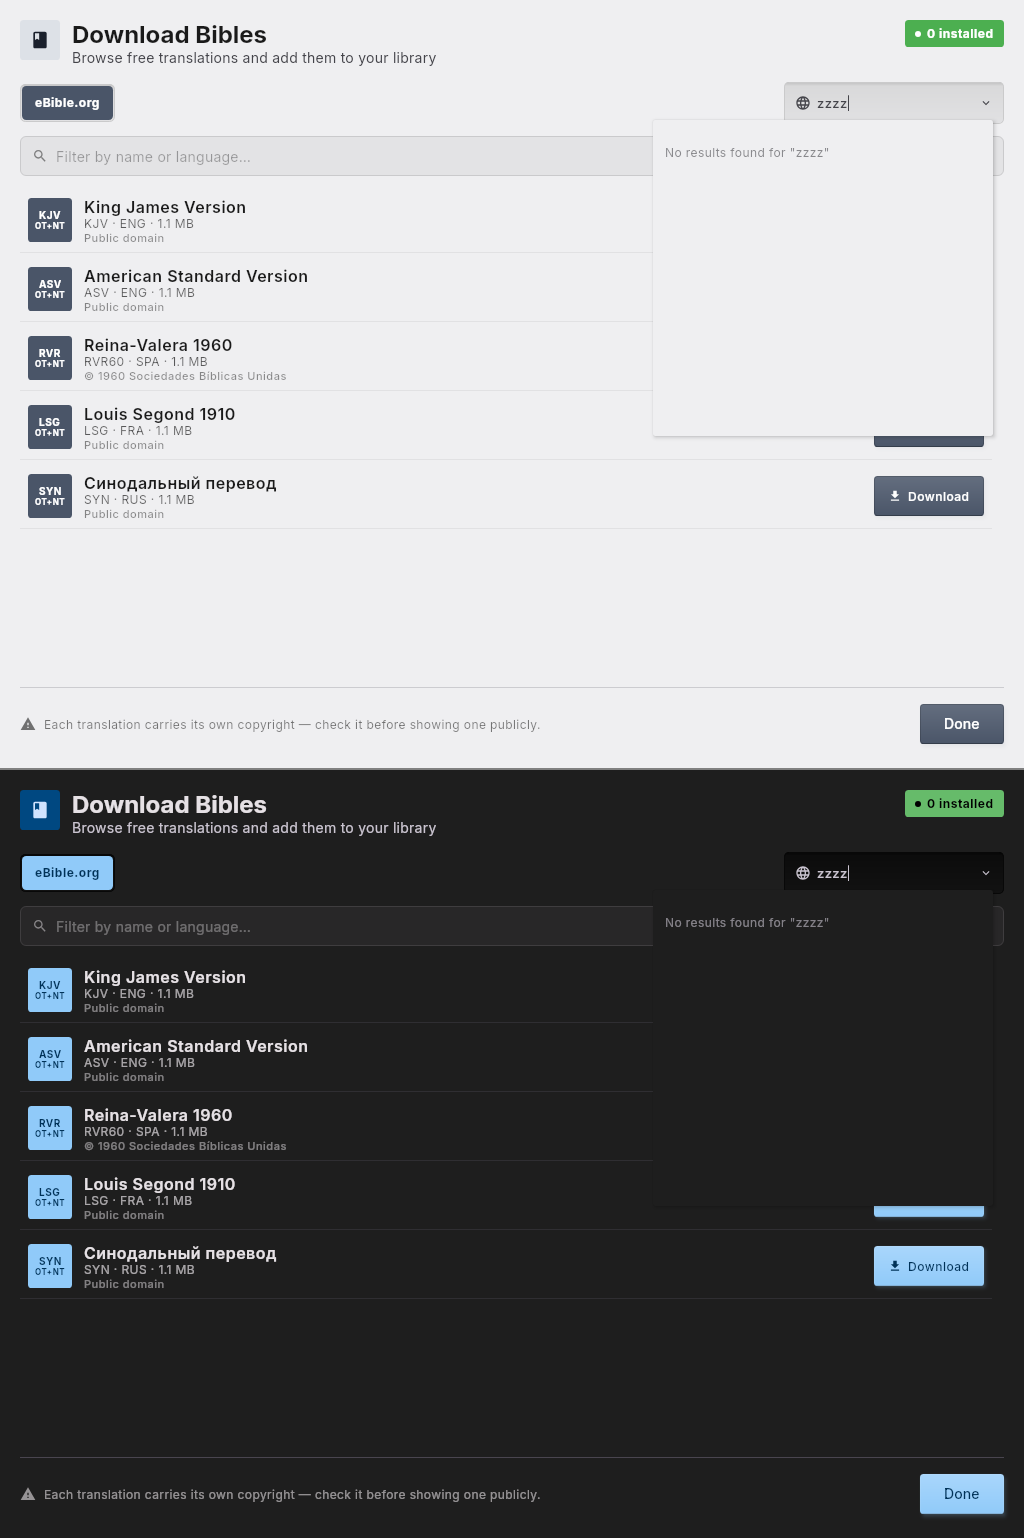 Download Bibles
Browse free translations and add them to your library
0 installed
eBible.org
zzzz
Filter by name or language...
No results found for "zzzz"
KJV
OT+NT
King James Version
KJV · ENG · 1.1 MB
Public domain
ASV
OT+NT
American Standard Version
ASV · ENG · 1.1 MB
Public domain
RVR
OT+NT
Reina-Valera 1960
RVR60 · SPA · 1.1 MB
© 1960 Sociedades Bíblicas Unidas
LSG
OT+NT
Louis Segond 1910
LSG · FRA · 1.1 MB
Public domain
SYN
OT+NT
Синодальный перевод
SYN · RUS · 1.1 MB
Public domain
Download
Each translation carries its own copyright — check it before showing one publicly.
Done
Download Bibles
Browse free translations and add them to your library
0 installed
eBible.org
zzzz
Filter by name or language...
No results found for "zzzz"
KJV
OT+NT
King James Version
KJV · ENG · 1.1 MB
Public domain
ASV
OT+NT
American Standard Version
ASV · ENG · 1.1 MB
Public domain
RVR
OT+NT
Reina-Valera 1960
RVR60 · SPA · 1.1 MB
© 1960 Sociedades Bíblicas Unidas
LSG
OT+NT
Louis Segond 1910
LSG · FRA · 1.1 MB
Public domain
SYN
OT+NT
Синодальный перевод
SYN · RUS · 1.1 MB
Public domain
Download
Each translation carries its own copyright — check it before showing one publicly.
Done